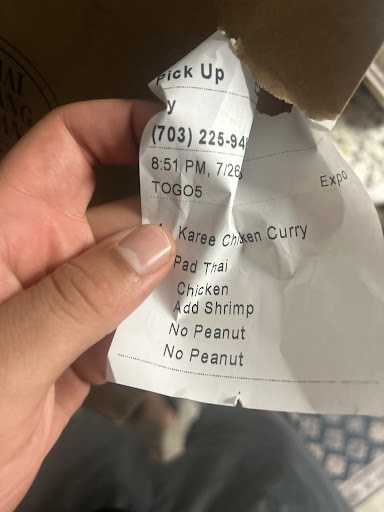 Pick Up
y
(703) 225-94
8:51 PM, 7/26,
TOGO5
Expo
1 Karee Chicken Curry
Pad Thai
Chicken
Add Shrimp
No Peanut
No Peanut